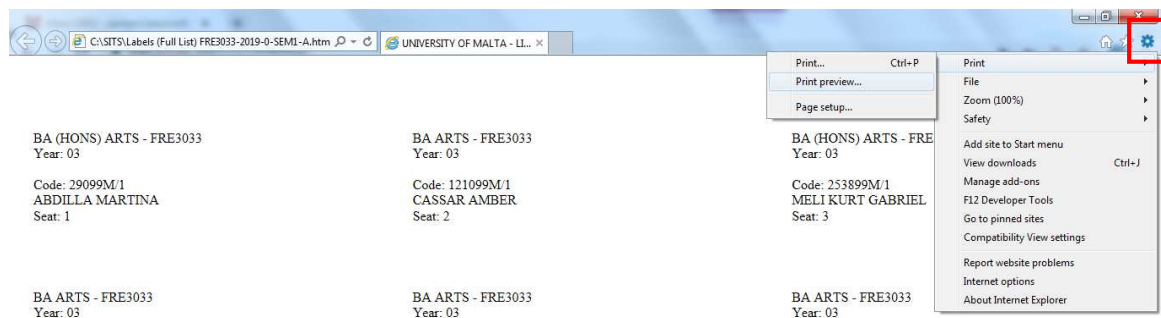 C:\SITS\Labels (Full List) FRE3033-2019-0-SEM1-A.htm
UNIVERSITY OF MALTA - LI...
Print... Ctrl+P
Print preview...
Page setup...
Print
File
Zoom (100%)
Safety
Add site to Start menu
View downloads Ctrl+J
Manage add-ons
F12 Developer Tools
Go to pinned sites
Compatibility View settings
Report website problems
Internet options
About Internet Explorer
BA (HONS) ARTS - FRE3033
Year: 03
Code: 29099M/1
ABDILLA MARTINA
Seat: 1
BA ARTS - FRE3033
Year: 03
Code: 121099M/1
CASSAR AMBER
Seat: 2
BA (HONS) ARTS - FRE
Year: 03
Code: 253899M/1
MELI KURT GABRIEL
Seat: 3
BA ARTS - FRE3033
Year: 03
BA ARTS - FRE3033
Year: 03
BA ARTS - FRE3033
Year: 03